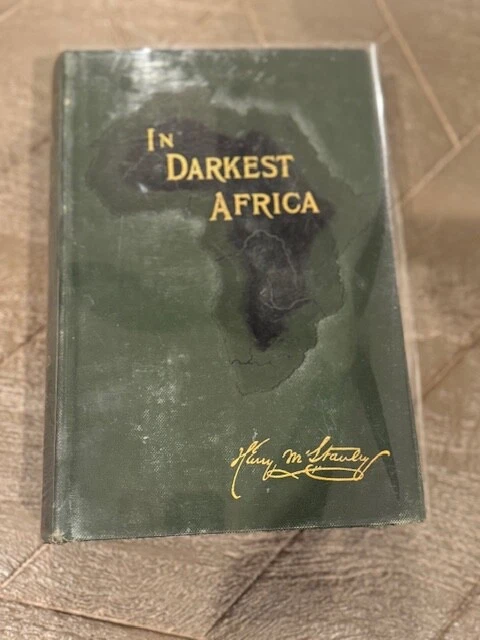 IN
DARKEST
AFRICA
Henry M Stanley